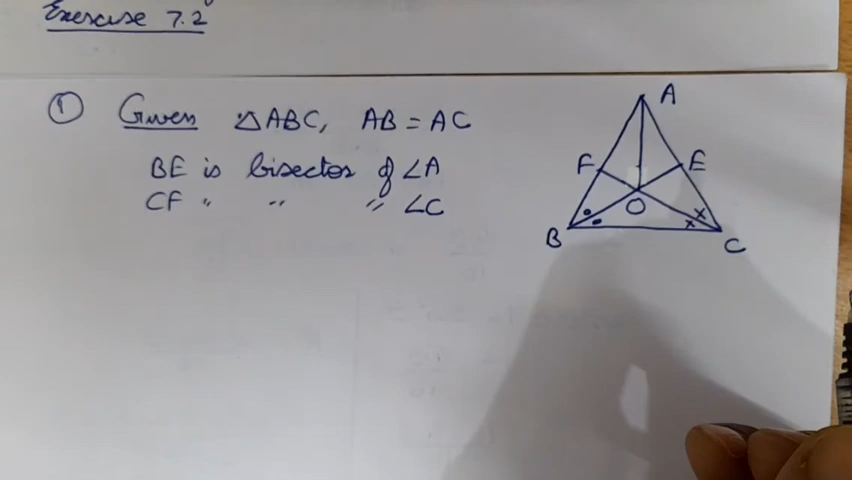 Exercise 7.2
① Given △ABC, AB = AC
BE is bisector of ∠A
CF " " " ∠C
A
F E
O
B C